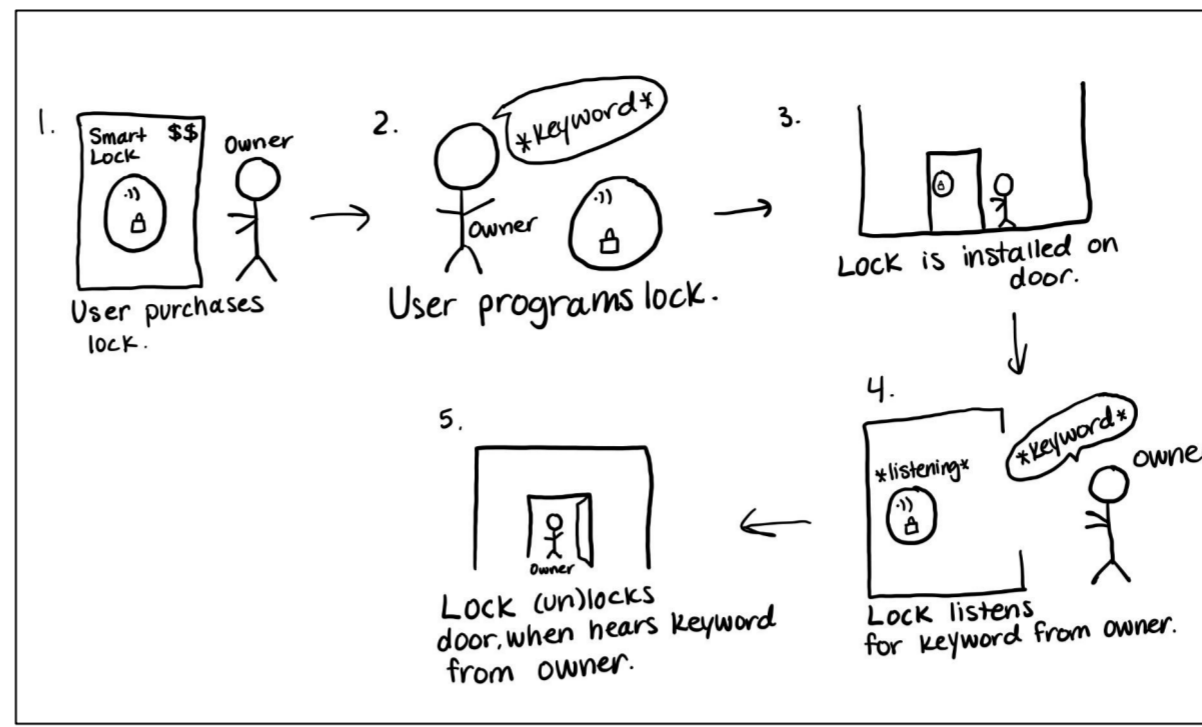 1.
Smart $$
Lock
Owner
User purchases
lock.
2.
*keyword*
Owner
User programs lock.
3.
Lock is installed on
door.
4.
*listening*
*keyword*
Owne
Lock listens
for keyword from owner.
5.
Owner
Lock (un)locks
door, when hears keyword
from owner.